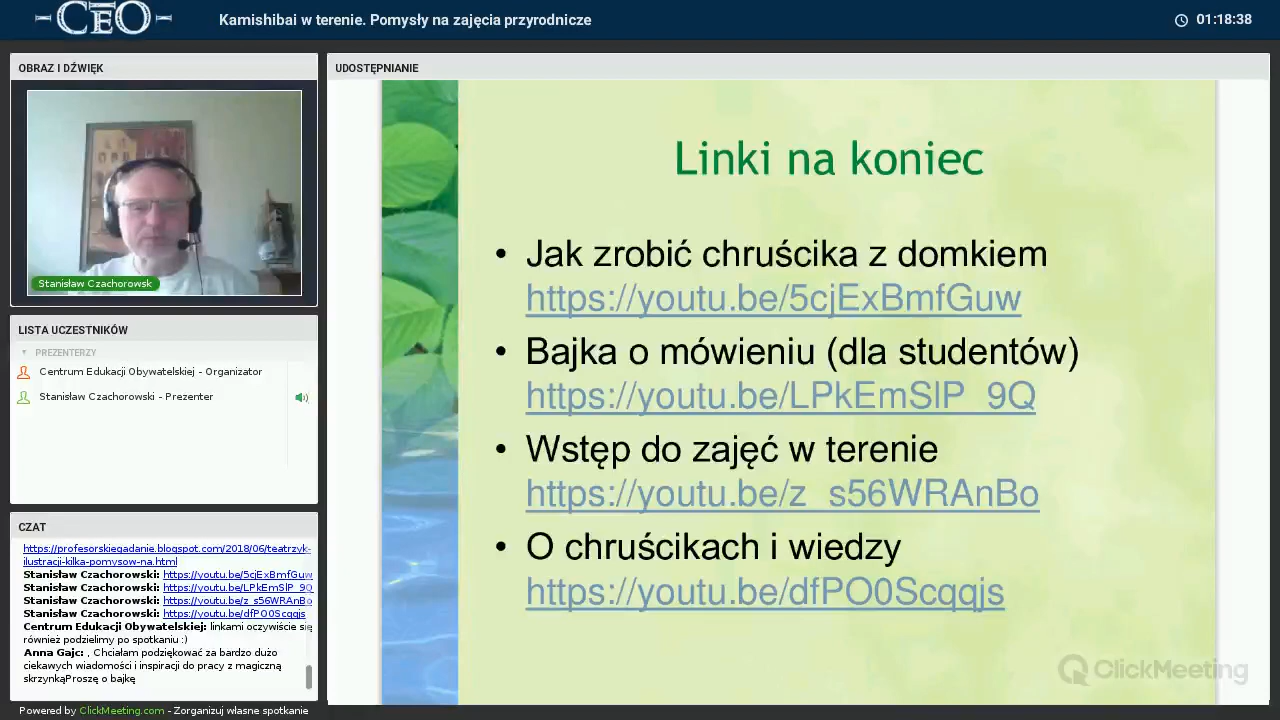 CEO
Kamishibai w terenie. Pomysły na zajęcia przyrodnicze
01:18:38
OBRAZ I DŹWIĘK
Stanisław Czachorowsk
LISTA UCZESTNIKÓW
PREZENTERZY
Centrum Edukacji Obywatelskiej - Organizator
Stanisław Czachorowski - Prezenter
CZAT
https://profesorskiegadanie.blogspot.com/2018/06/teatrzyk-
ilustracji-kilka-pomysow-na.html
Stanisław Czachorowski: https://youtu.be/5cjExBmfGuw
Stanisław Czachorowski: https://youtu.be/LPkEmSlP_9Q
Stanisław Czachorowski: https://youtu.be/z_s56WRAnBo
Stanisław Czachorowski: https://youtu.be/dfPO0Scqqjs
Centrum Edukacji Obywatelskiej: linkami oczywiście się
również podzielimy po spotkaniu :)
Anna Gajc: , Chciałam podziękować za bardzo dużo
ciekawych wiadomości i inspiracji do pracy z magiczną
skrzynkąProszę o bajkę
Powered by ClickMeeting.com - Zorganizuj własne spotkanie
UDOSTĘPNIANIE
Linki na koniec
• Jak zrobić chruścika z domkiem
https://youtu.be/5cjExBmfGuw
• Bajka o mówieniu (dla studentów)
https://youtu.be/LPkEmSlP_9Q
• Wstęp do zajęć w terenie
https://youtu.be/z_s56WRAnBo
• O chruścikach i wiedzy
https://youtu.be/dfPO0Scqqjs
ClickMeeting